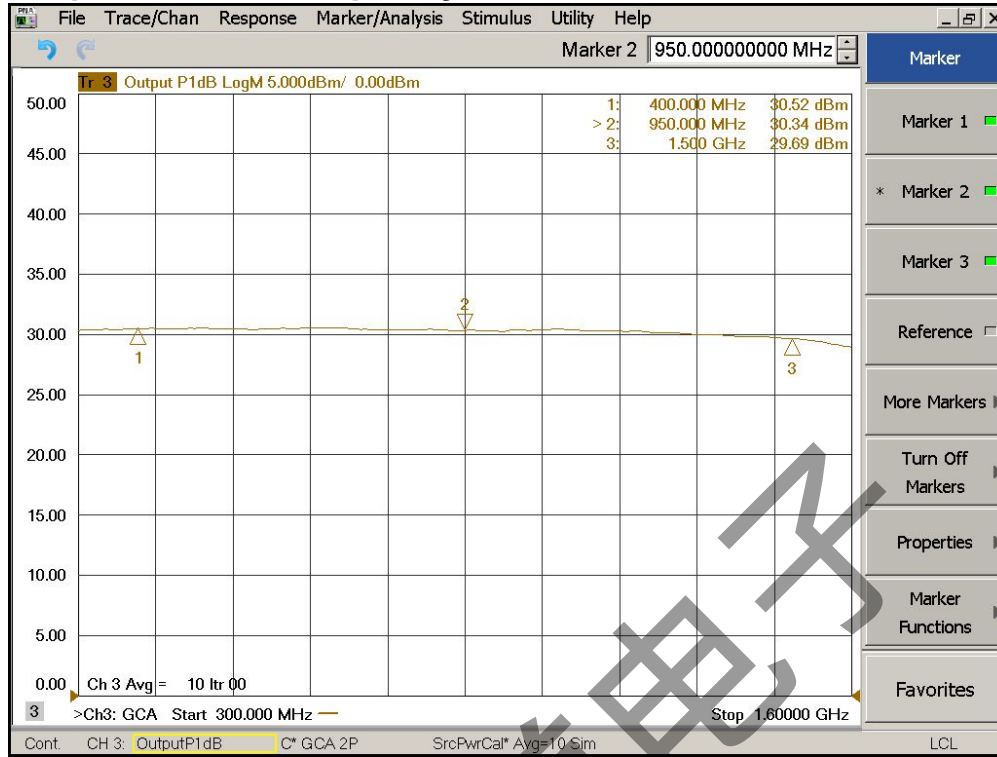 PNA File Trace/Chan Response Marker/Analysis Stimulus Utility Help
Marker 2 950.000000000 MHz
Tr 3 Output P1dB LogM 5.000dBm/ 0.00dBm
50.00
45.00
40.00
35.00
30.00
25.00
20.00
15.00
10.00
5.00
0.00
1: 400.000 MHz 30.52 dBm
> 2: 950.000 MHz 30.34 dBm
3: 1.500 GHz 29.69 dBm
1
2
3
Ch 3 Avg = 10 Itr 00
3 >Ch3: GCA Start 300.000 MHz Stop 1.60000 GHz
Cont. CH 3: OutputP1dB C* GCA 2P SrcPwrCal* Avg=10 Sim LCL
Marker
Marker 1
* Marker 2
Marker 3
Reference
More Markers
Turn Off
Markers
Properties
Marker
Functions
Favorites
电子